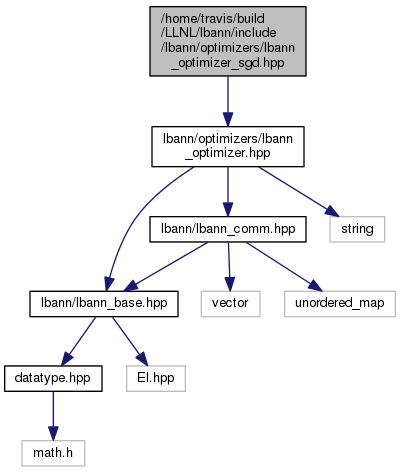 /home/travis/build
/LLNL/lbann/include
/lbann/optimizers/lbann
_optimizer_sgd.hpp
lbann/optimizers/lbann
_optimizer.hpp
lbann/lbann_comm.hpp
string
lbann/lbann_base.hpp
vector
unordered_map
datatype.hpp
El.hpp
math.h